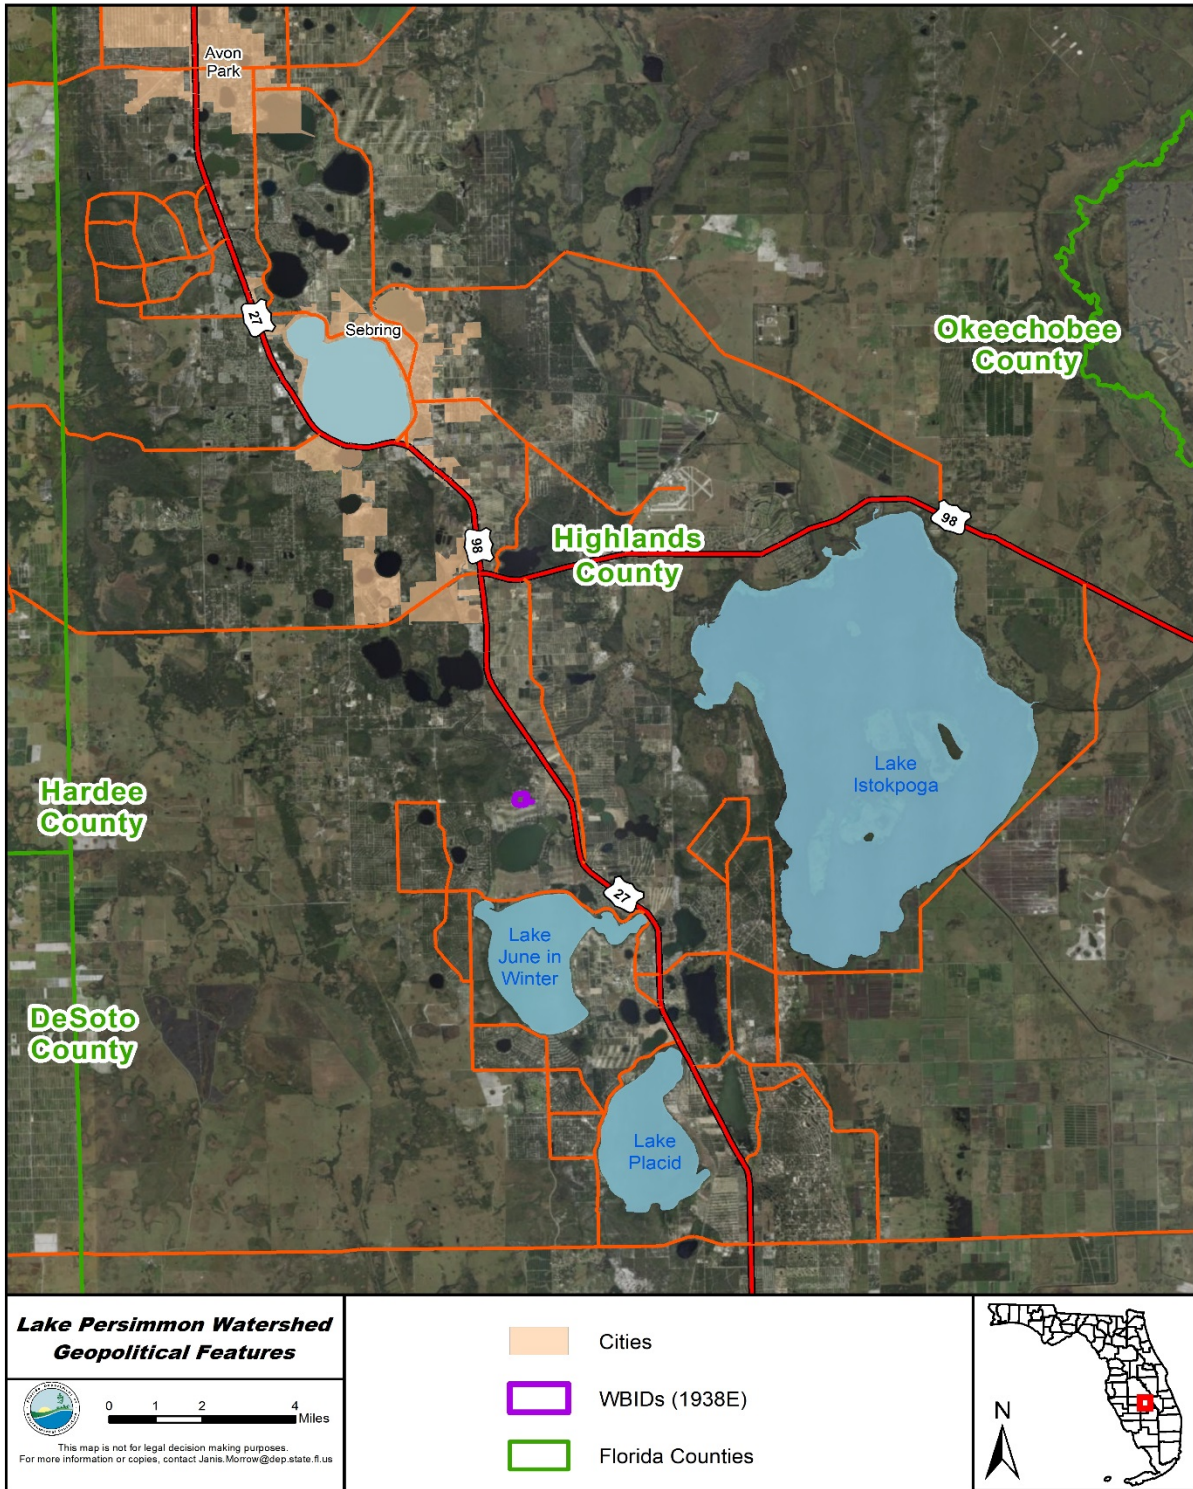 Avon
Park
27
Sebring
Okeechobee
County
98
98
Highlands
County
Lake
Istokpoga
Hardee
County
27
Lake
June in
Winter
DeSoto
County
Lake
Placid
Lake Persimmon Watershed
Geopolitical Features
0 1 2 4
Miles
This map is not for legal decision making purposes.
For more information or copies, contact Janis.Morrow@dep.state.fl.us
Cities
WBIDs (1938E)
Florida Counties
N